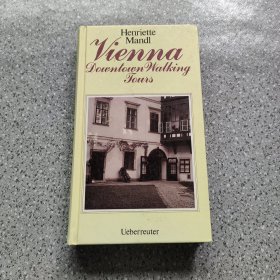 Henriette
Mandl
Vienna
Downtown Walking
Tours
Ueberreuter